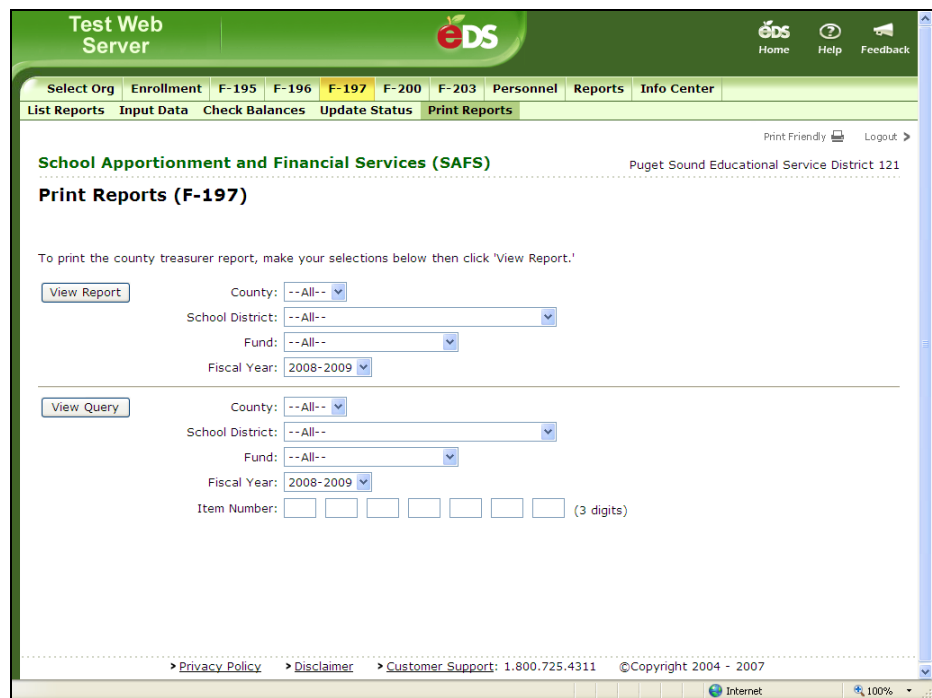 Test Web
Server
eDS
eDS
Home Help Feedback
Select Org Enrollment F-195 F-196 F-197 F-200 F-203 Personnel Reports Info Center
List Reports Input Data Check Balances Update Status Print Reports
Print Friendly Logout >
School Apportionment and Financial Services (SAFS) Puget Sound Educational Service District 121
Print Reports (F-197)
To print the county treasurer report, make your selections below then click 'View Report.'
View Report County: --All--
School District: --All--
Fund: --All--
Fiscal Year: 2008-2009
View Query County: --All--
School District: --All--
Fund: --All--
Fiscal Year: 2008-2009
Item Number: (3 digits)
> Privacy Policy > Disclaimer > Customer Support: 1.800.725.4311 ©Copyright 2004 - 2007
Internet 100%